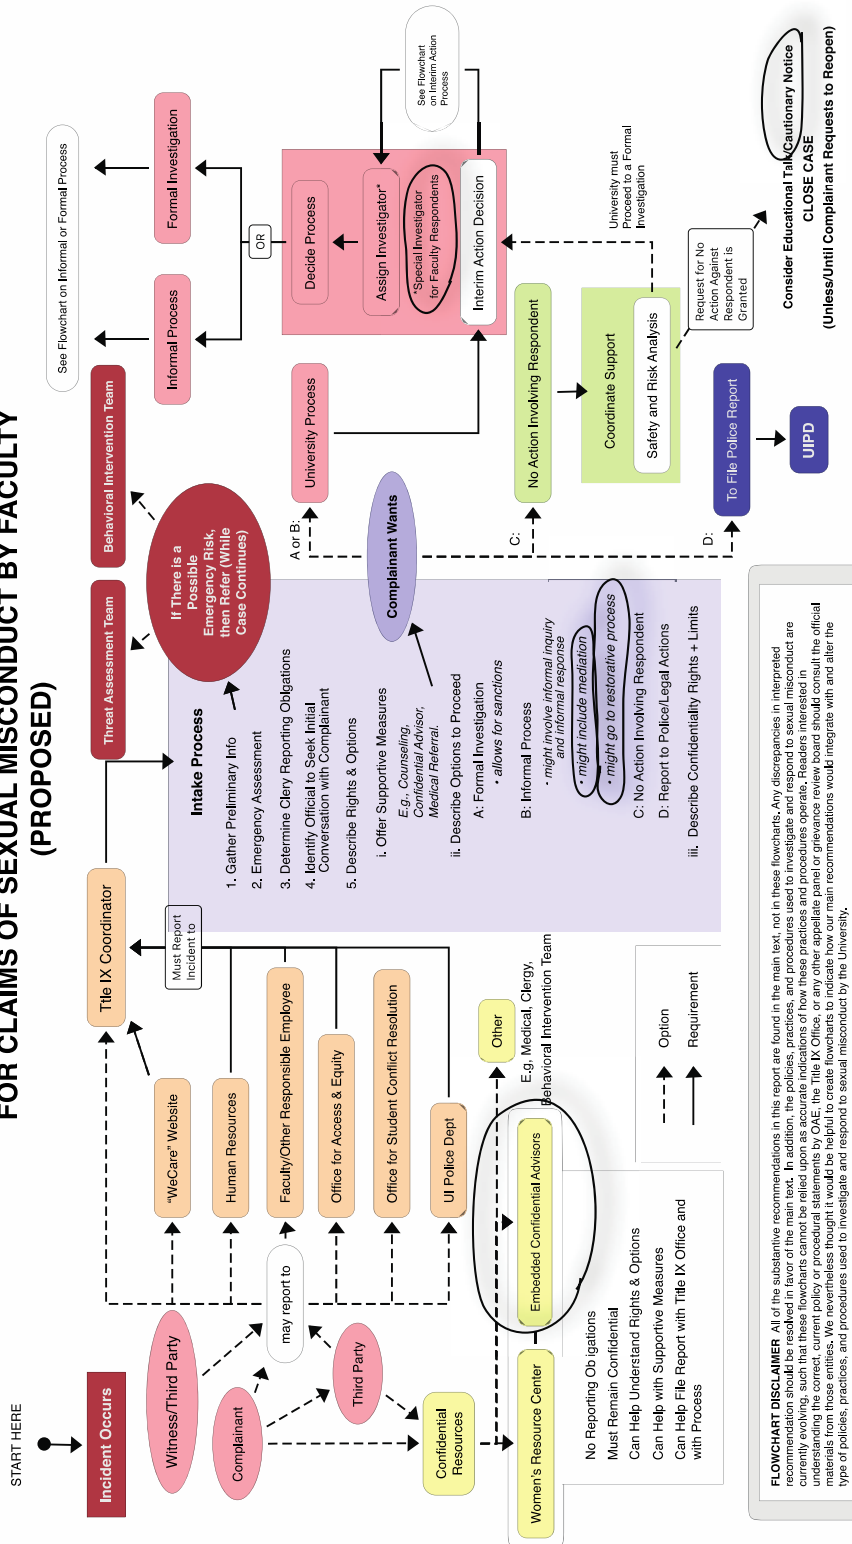 FOR CLAIMS OF SEXUAL MISCONDUCT BY FACULTY
(PROPOSED)
START HERE
Incident Occurs
Witness/Third Party
Complainant
Third Party
may report to
Confidential
Resources
"WeCare" Website
Human Resources
Faculty/Other Responsible Employee
Office for Access & Equity
Office for Student Conflict Resolution
UI Police Dept
Title IX Coordinator
Must Report
Incident to
Women's Resource Center
Embedded Confidential Advisors
Other
E.g, Medical, Clergy,
Behavioral Intervention Team
No Reporting Obligations
Must Remain Confidential
Can Help Understand Rights & Options
Can Help with Supportive Measures
Can Help File Report with Title IX Office and
with Process
Option
Requirement
Intake Process
1. Gather Preliminary Info
2. Emergency Assessment
3. Determine Clery Reporting Oblgations
4. Identify Official to Seek Initial
Conversation with Complainant
5. Describe Rights & Options
i. Offer Supportive Measures
E.g., Counseling,
Confidential Advisor,
Medical Referral.
ii. Describe Options to Proceed
A: Formal Investigation
• allows for sanctions
B: Informal Process
• might involve informal inquiry
and informal response
• might include mediation
• might go to restorative process
C: No Action Involving Respondent
D: Report to Police/Legal Actions
iii. Describe Confidentiality Rights + Limits
Threat Assessment Team
Behavioral Intervention Team
If There is a
Possible
Emergency Risk,
then Refer (While
Case Continues)
Complainant Wants
A or B:
C:
D:
University Process
No Action Involving Respondent
Coordinate Support
Safety and Risk Analysis
To File Police Report
UIPD
See Flowchart on Informal or Formal Process
Informal Process
Formal Investigation
OR
Decide Process
Assign Investigator*
*Special Investigator
for Faculty Respondents
Interim Action Decision
See Flowchart
on Interim Action
Process
University must
Proceed to a Formal
Investigation
Request for No
Action Against
Respondent is
Granted
Consider Educational Talk/Cautionary Notice
CLOSE CASE
(Unless/Until Complainant Requests to Reopen)
FLOWCHART DISCLAIMER All of the substantive recommendations in this report are found in the main text, not in these flowcharts. Any discrepancies in interpreted
recommendation should be resolved in favor of the main text. In addition, the policies, practices, and procedures used to investigate and respond to sexual misconduct are
currently evolving, such that these flowcharts cannot be relied upon as accurate indications of how these practices and procedures operate. Readers interested in
understanding the correct, current policy or procedural statements by OAE, the Title IX Office, or any other appellate panel or grievance review board should consult the official
materials from those entities. We nevertheless thought it would be helpful to create flowcharts to indicate how our main recommendations would integrate with and alter the
type of policies, practices, and procedures used to investigate and respond to sexual misconduct by the University.